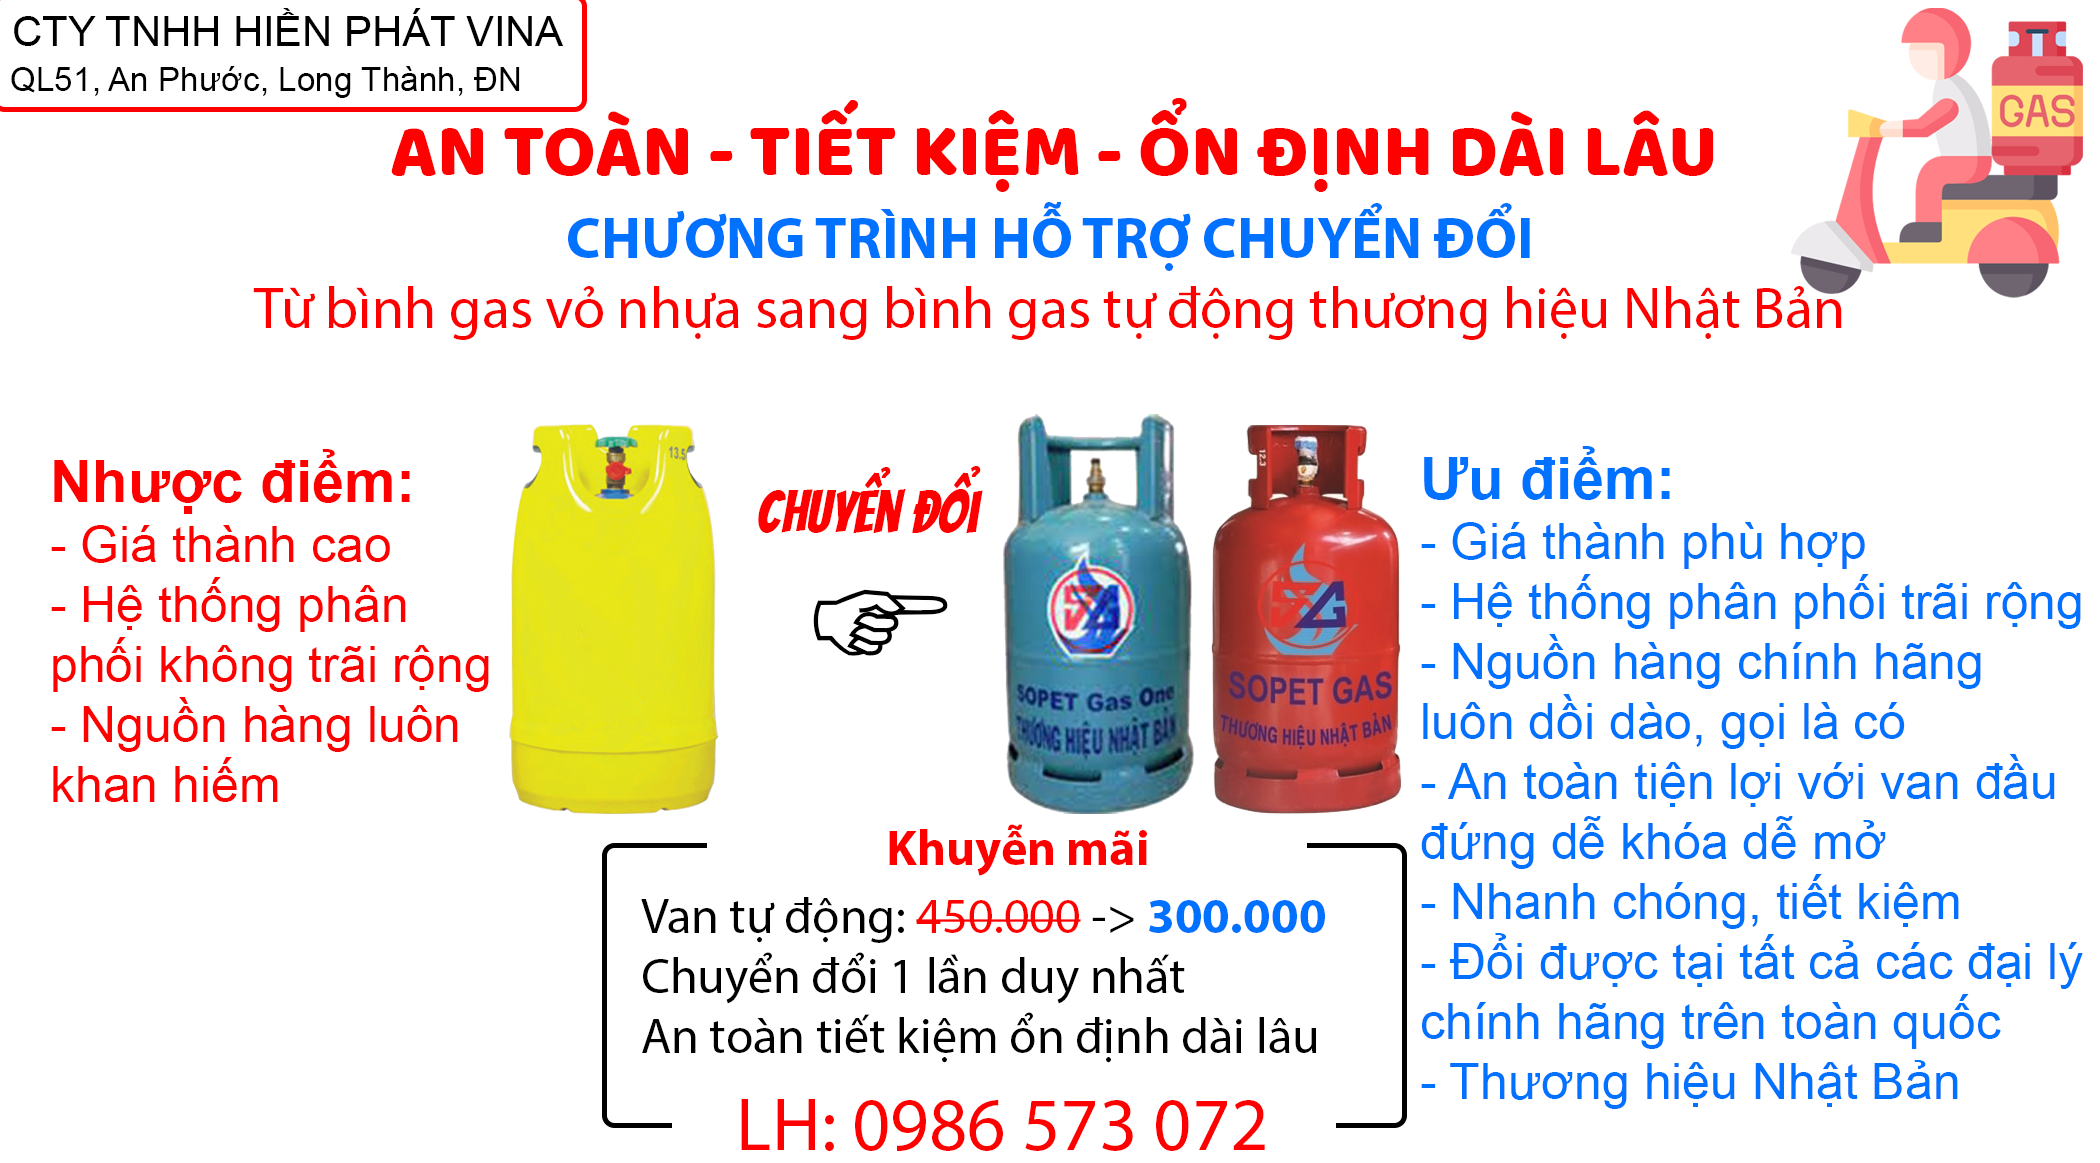 CTY TNHH HIỀN PHÁT VINA
QL51, An Phước, Long Thành, ĐN
GAS
AN TOÀN - TIẾT KIỆM - ỔN ĐỊNH DÀI LÂU
CHƯƠNG TRÌNH HỖ TRỢ CHUYỂN ĐỔI
Từ bình gas vỏ nhựa sang bình gas tự động thương hiệu Nhật Bản
Nhược điểm:
- Giá thành cao
- Hệ thống phân
phối không trãi rộng
- Nguồn hàng luôn
khan hiếm
13.5
CHUYỂN ĐỔI
SOPET Gas One
THƯƠNG HIỆU NHẬT BẢN
12.3
SOPET GAS
THƯƠNG HIỆU NHẬT BẢN
Ưu điểm:
- Giá thành phù hợp
- Hệ thống phân phối trãi rộng
- Nguồn hàng chính hãng
luôn dồi dào, gọi là có
- An toàn tiện lợi với van đầu
đứng dễ khóa dễ mở
- Nhanh chóng, tiết kiệm
- Đổi được tại tất cả các đại lý
chính hãng trên toàn quốc
- Thương hiệu Nhật Bản
Khuyễn mãi
Van tự động: 450.000 -> 300.000
Chuyển đổi 1 lần duy nhất
An toàn tiết kiệm ổn định dài lâu
LH: 0986 573 072